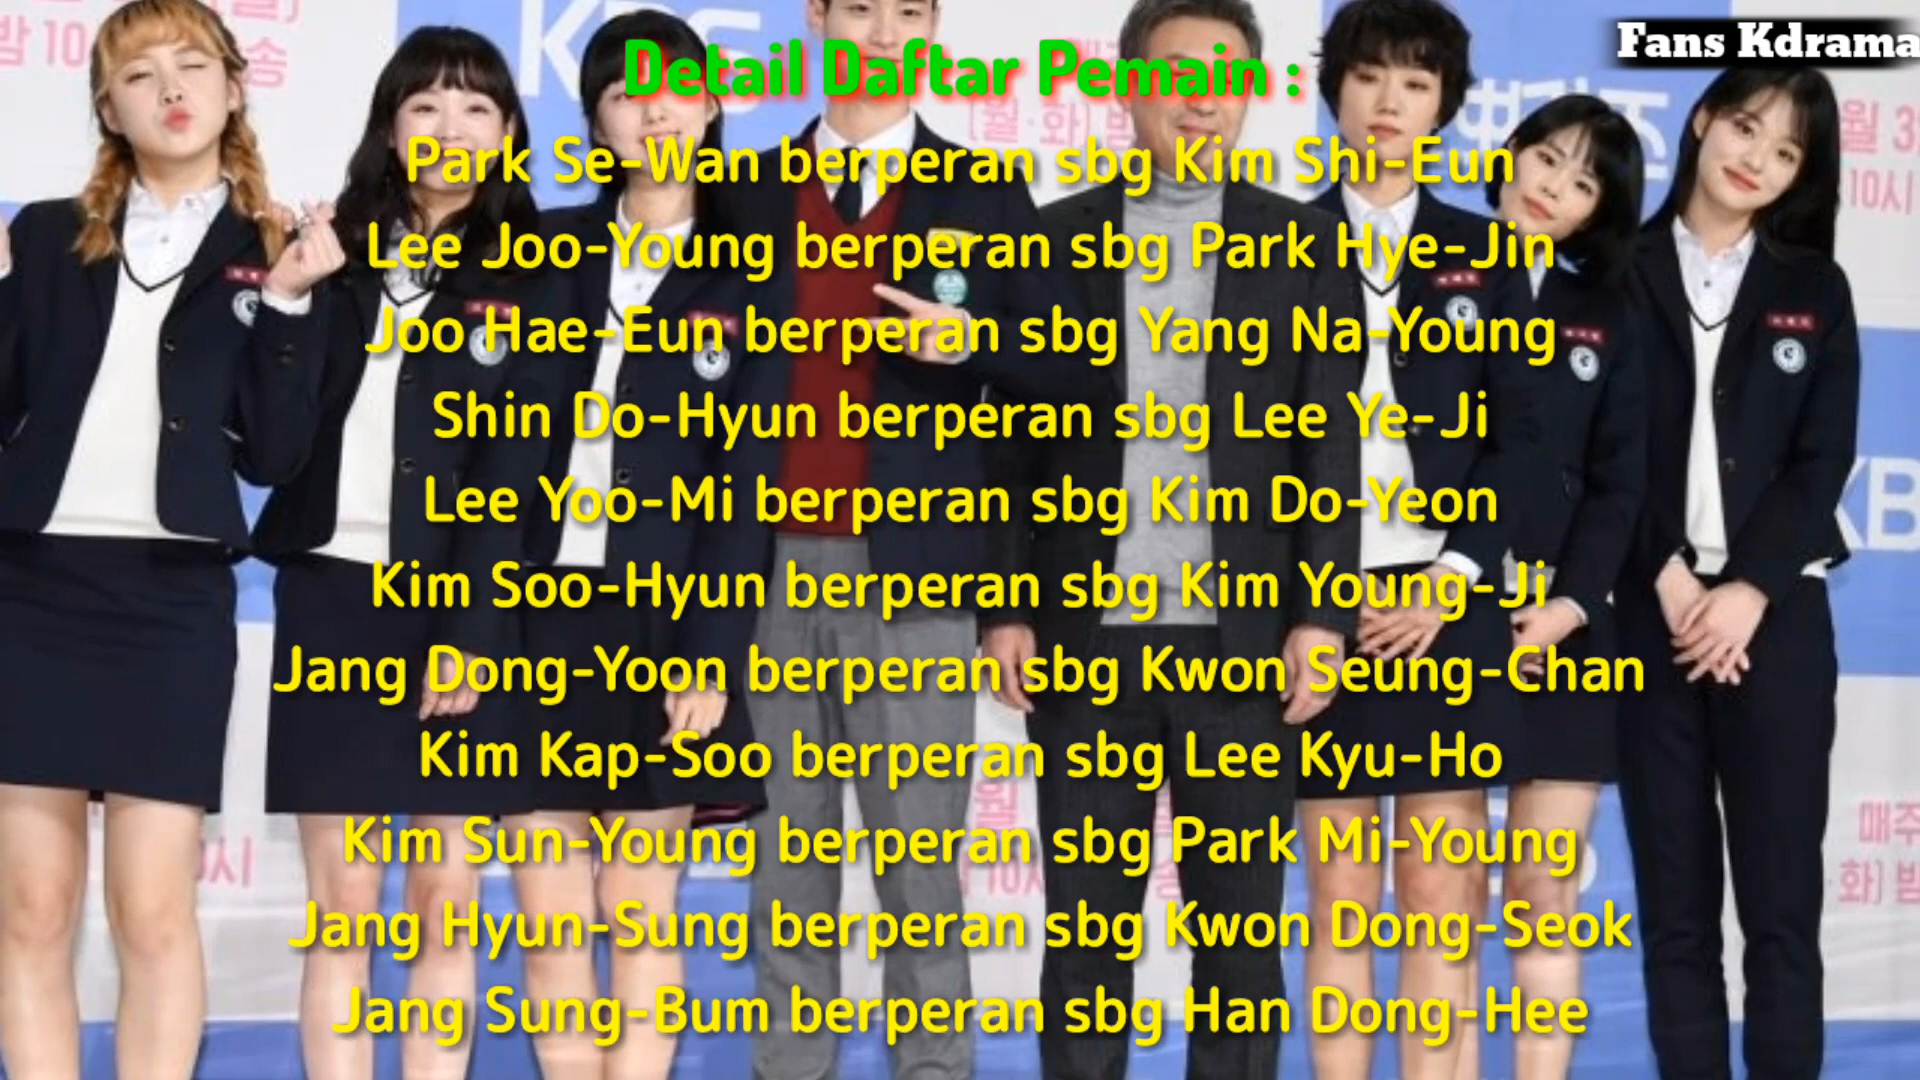 Fans Kdrama
Detail Daftar Pemain :
Park Se-Wan berperan sbg Kim Shi-Eun
Lee Joo-Young berperan sbg Park Hye-Jin
Joo Hae-Eun berperan sbg Yang Na-Young
Shin Do-Hyun berperan sbg Lee Ye-Ji
Lee Yoo-Mi berperan sbg Kim Do-Yeon
Kim Soo-Hyun berperan sbg Kim Young-Ji
Jang Dong-Yoon berperan sbg Kwon Seung-Chan
Kim Kap-Soo berperan sbg Lee Kyu-Ho
Kim Sun-Young berperan sbg Park Mi-Young
Jang Hyun-Sung berperan sbg Kwon Dong-Seok
Jang Sung-Bum berperan sbg Han Dong-Hee
KBS